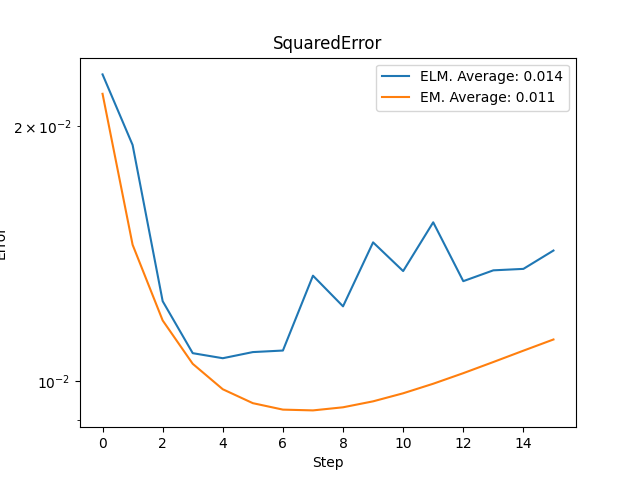 SquaredError
ELM. Average: 0.014
EM. Average: 0.011
2 × 10⁻²
10⁻²
0 2 4 6 8 10 12 14
Step